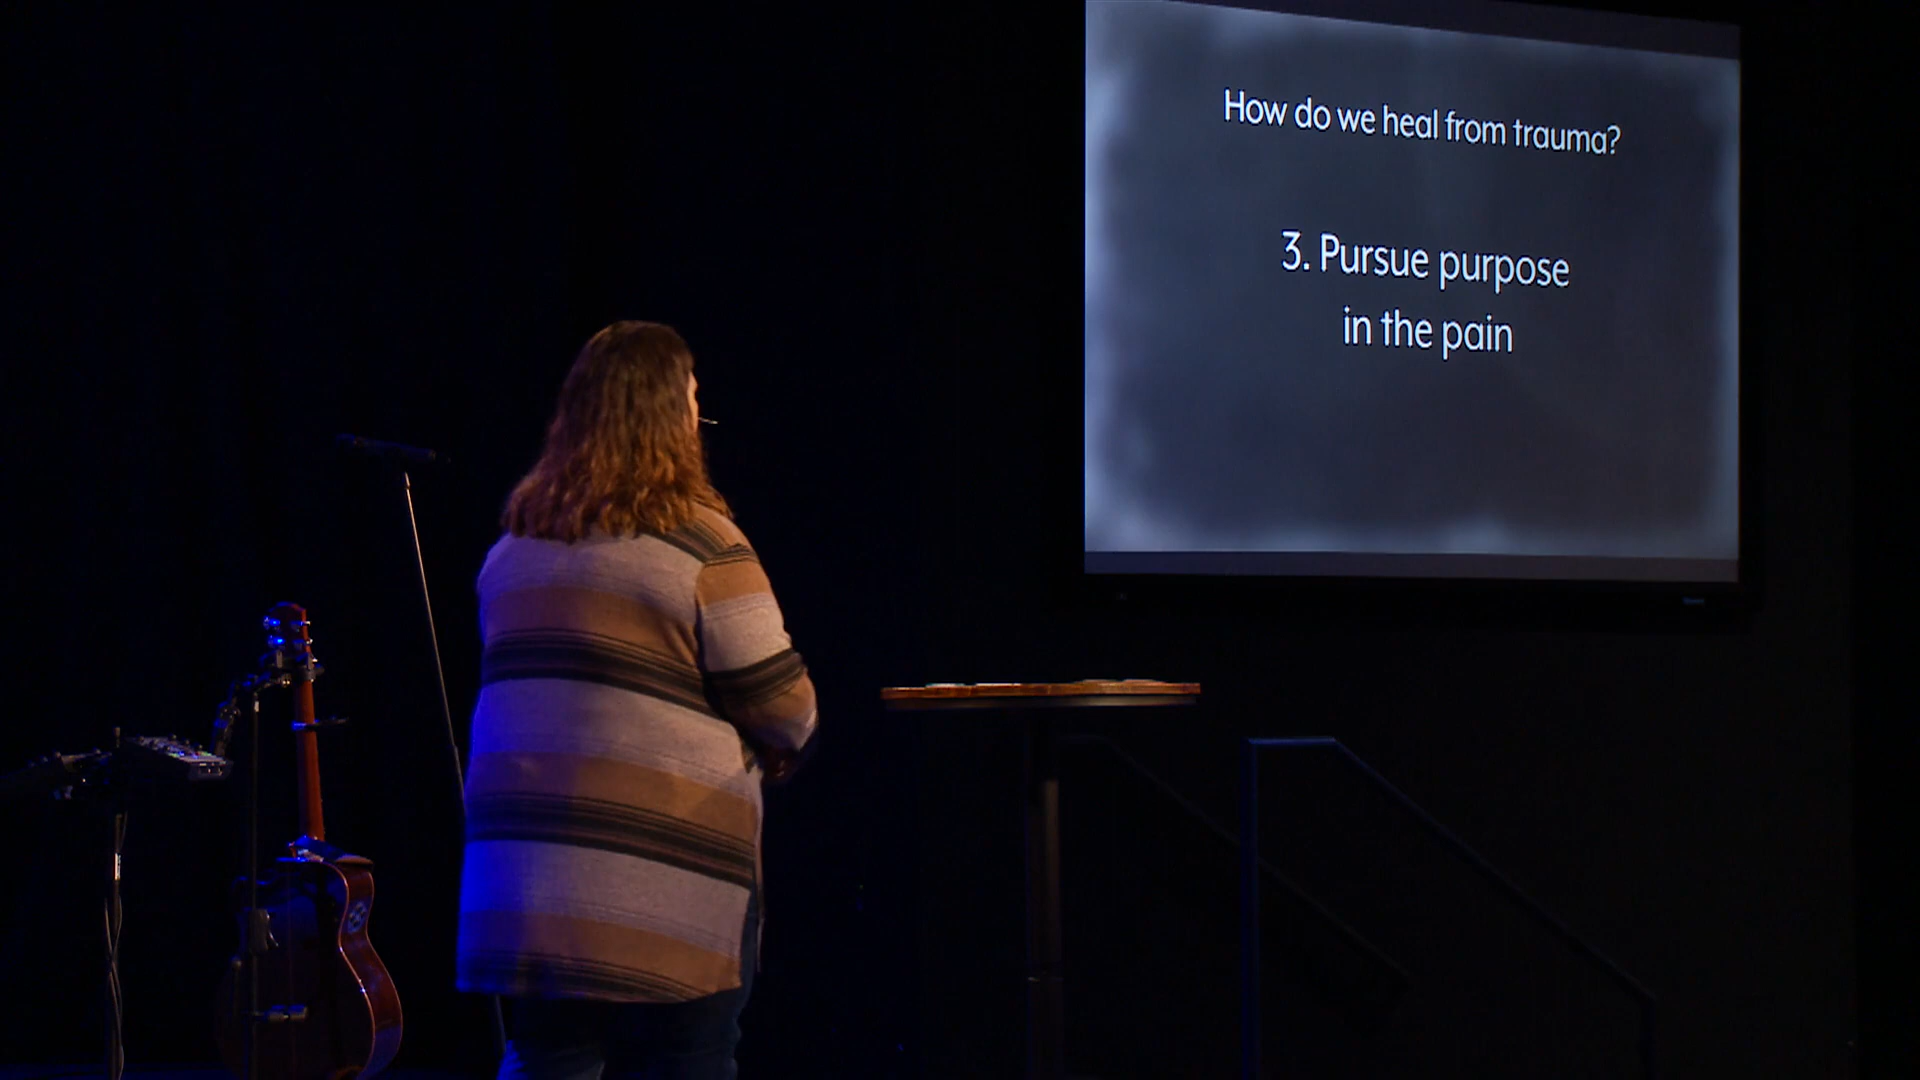 How do we heal from trauma?
3. Pursue purpose
in the pain